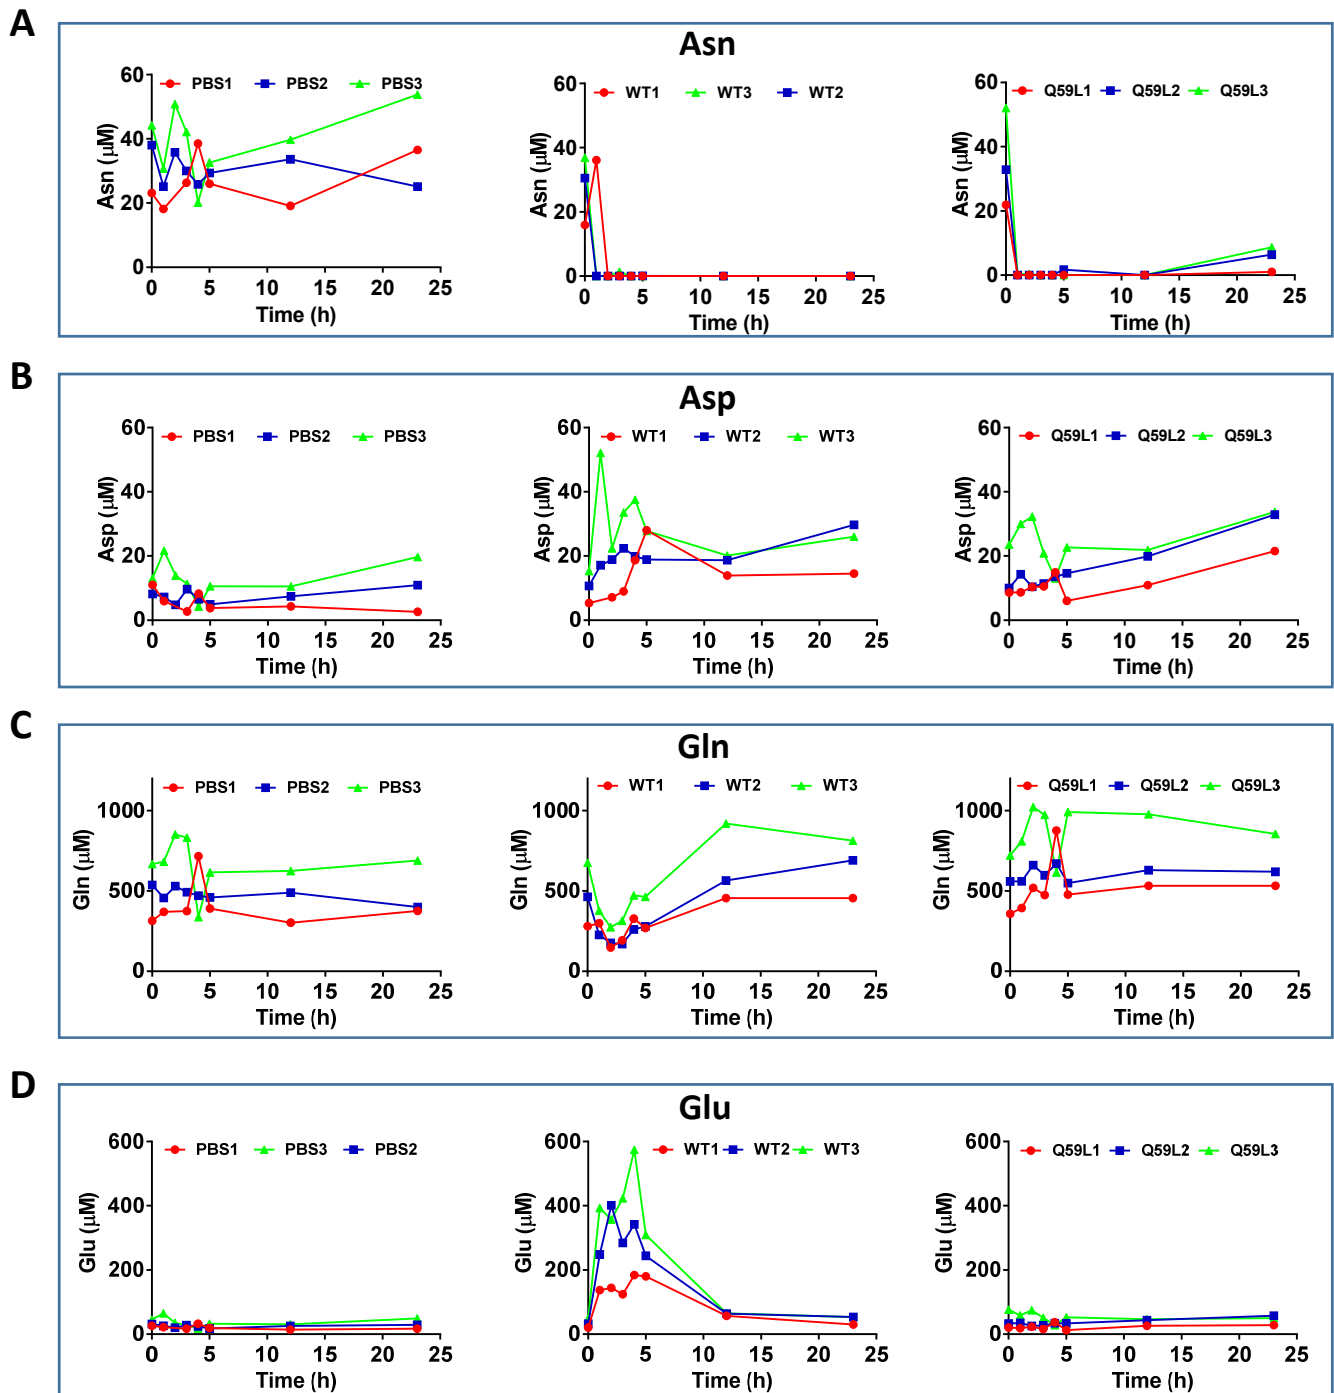 A
Asn
PBS1 PBS2 PBS3
WT1 WT3 WT2
Q59L1 Q59L2 Q59L3
Asn (μM)
60
40
20
0
0 5 10 15 20 25
Time (h)
Asn (μM)
60
40
20
0
0 5 10 15 20 25
Time (h)
Asn (μM)
60
40
20
0
0 5 10 15 20 25
Time (h)
B
Asp
PBS1 PBS2 PBS3
WT1 WT2 WT3
Q59L1 Q59L2 Q59L3
Asp (μM)
60
40
20
0
0 5 10 15 20 25
Time (h)
Asp (μM)
60
40
20
0
0 5 10 15 20 25
Time (h)
Asp (μM)
60
40
20
0
0 5 10 15 20 25
Time (h)
C
Gln
PBS1 PBS2 PBS3
WT1 WT2 WT3
Q59L1 Q59L2 Q59L3
Gln (μM)
1000
500
0
0 5 10 15 20 25
Time (h)
Gln (μM)
1000
500
0
0 5 10 15 20 25
Time (h)
Gln (μM)
1000
500
0
0 5 10 15 20 25
Time (h)
D
Glu
PBS1 PBS3 PBS2
WT1 WT2 WT3
Q59L1 Q59L2 Q59L3
Glu (μM)
600
400
200
0
0 5 10 15 20 25
Time (h)
Glu (μM)
600
400
200
0
0 5 10 15 20 25
Time (h)
Glu (μM)
600
400
200
0
0 5 10 15 20 25
Time (h)